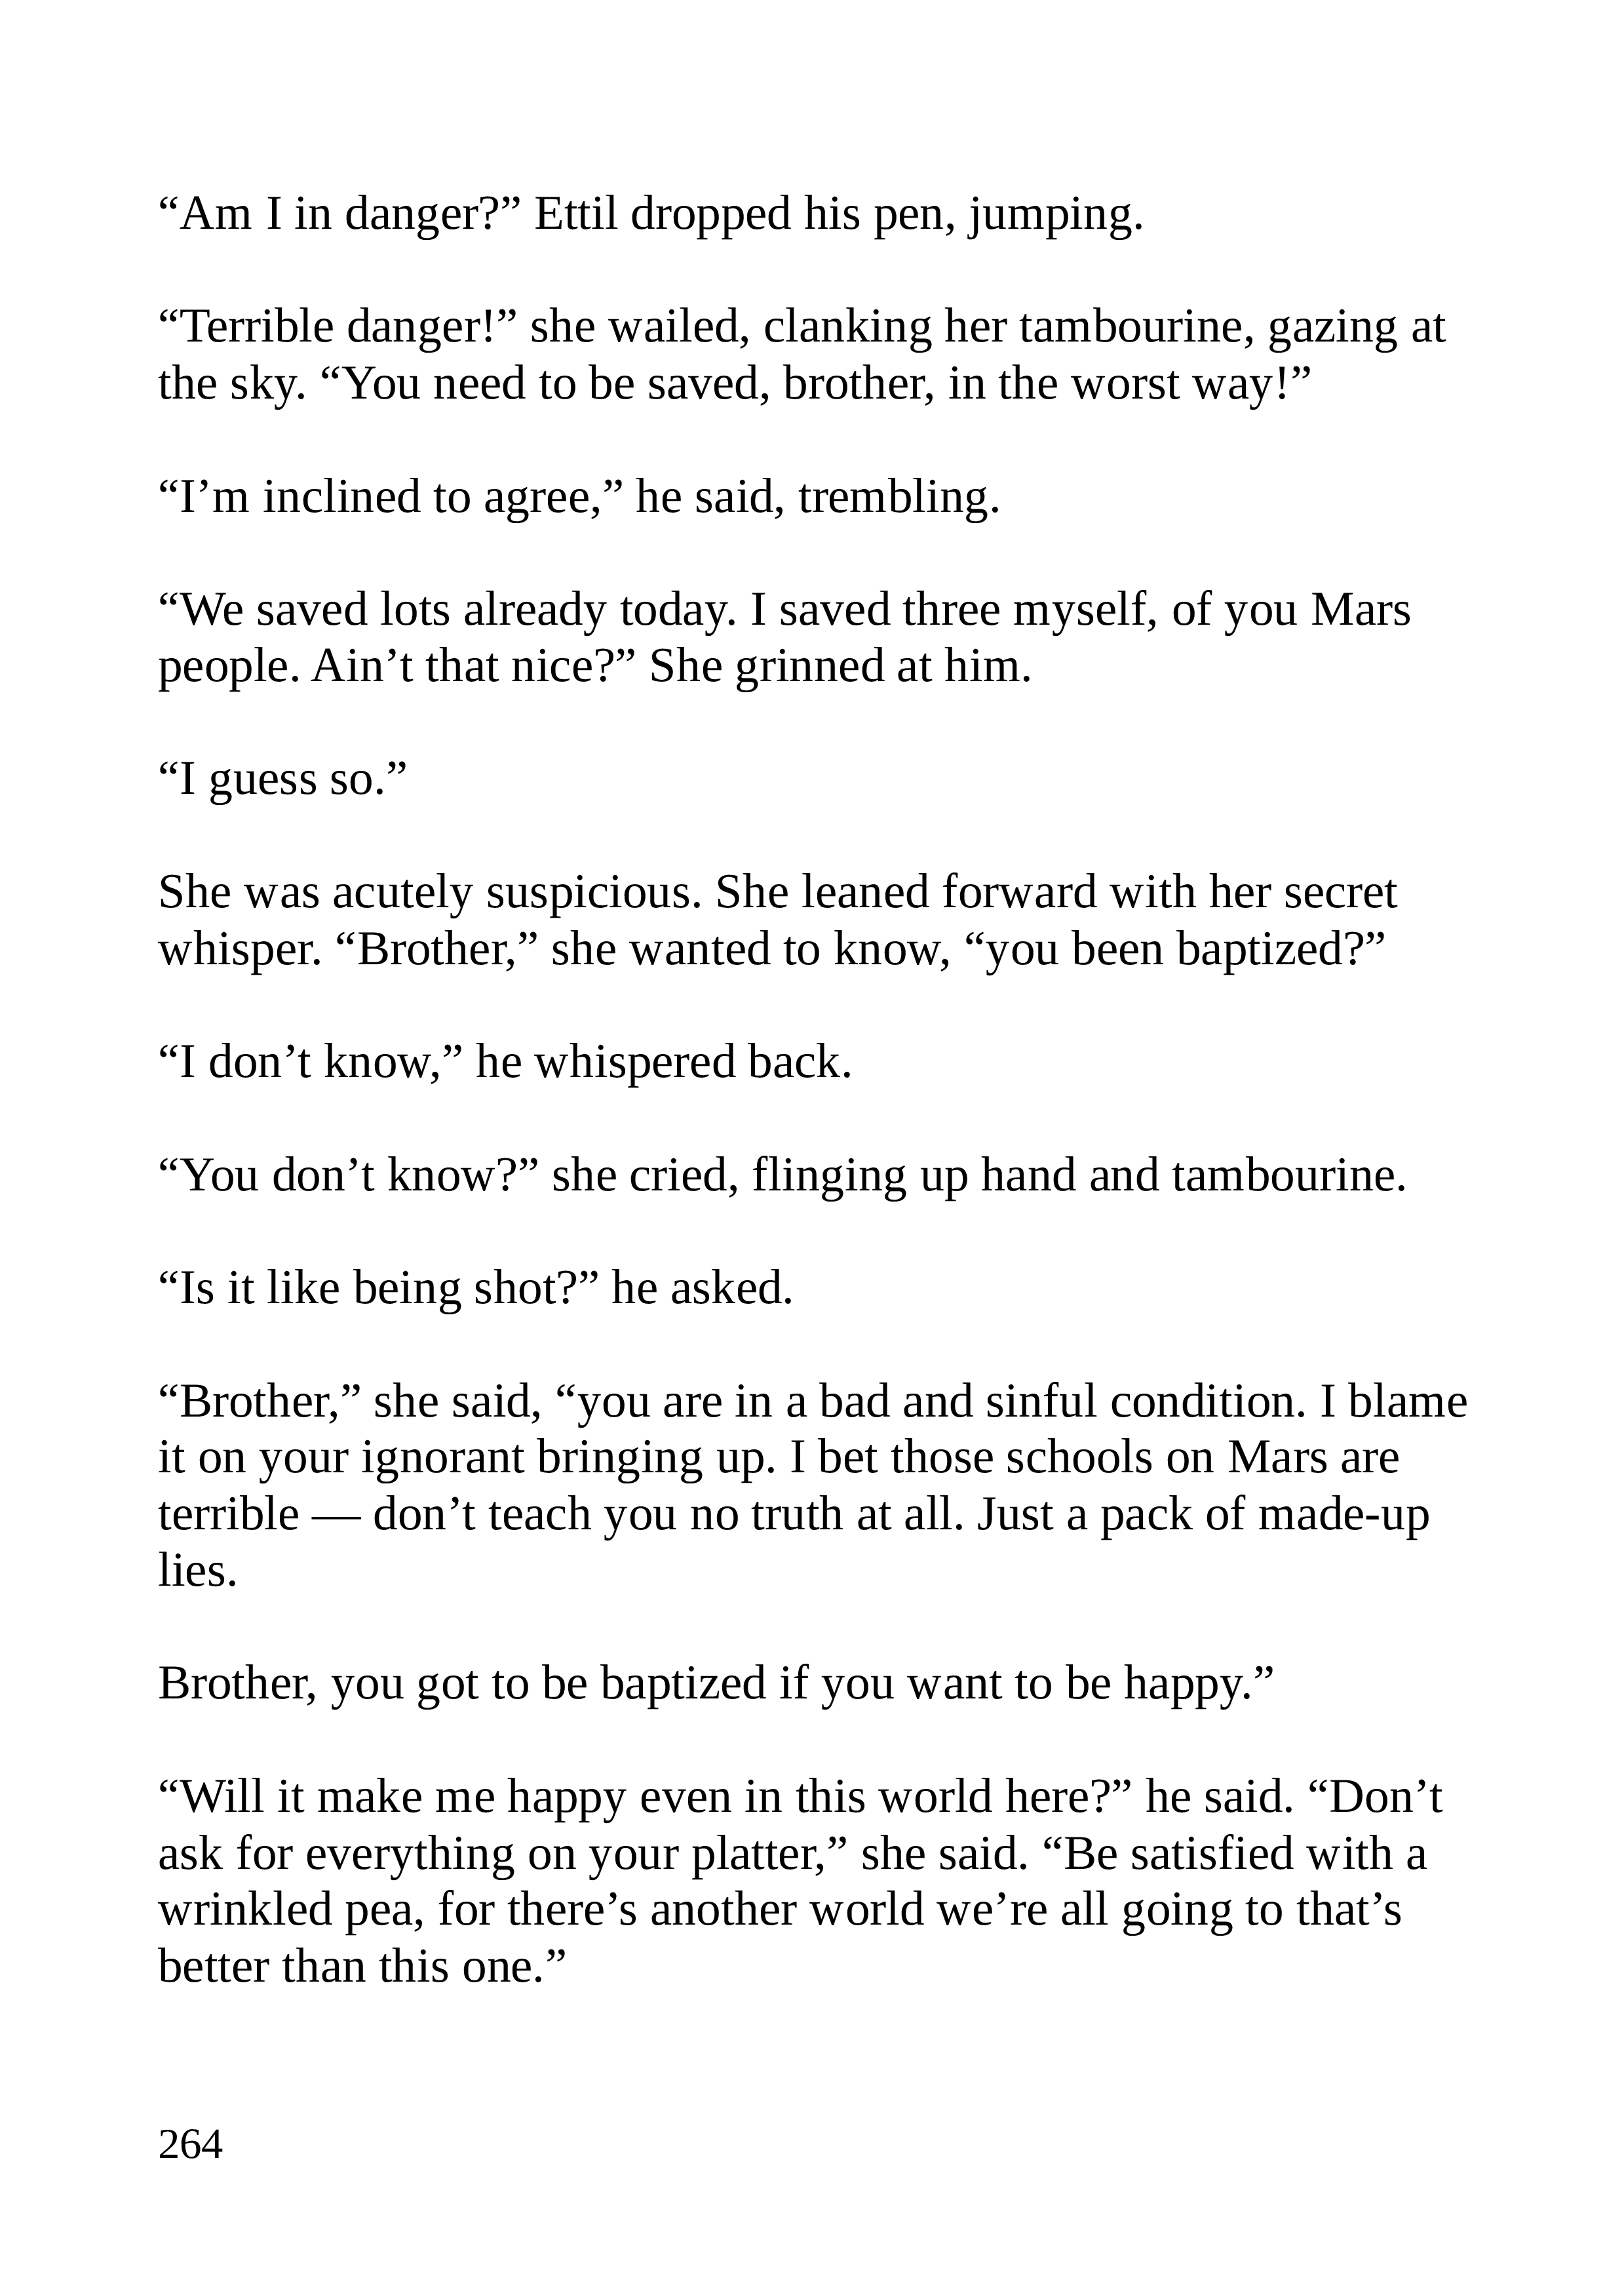 “Am I in danger?” Ettil dropped his pen, jumping.
“Terrible danger!” she wailed, clanking her tambourine, gazing at
the sky. “You need to be saved, brother, in the worst way!”
“I’m inclined to agree,” he said, trembling.
“We saved lots already today. I saved three myself, of you Mars
people. Ain’t that nice?” She grinned at him.
“I guess so.”
She was acutely suspicious. She leaned forward with her secret
whisper. “Brother,” she wanted to know, “you been baptized?”
“I don’t know,” he whispered back.
“You don’t know?” she cried, flinging up hand and tambourine.
“Is it like being shot?” he asked.
“Brother,” she said, “you are in a bad and sinful condition. I blame
it on your ignorant bringing up. I bet those schools on Mars are
terrible — don’t teach you no truth at all. Just a pack of made-up
lies.
Brother, you got to be baptized if you want to be happy.”
“Will it make me happy even in this world here?” he said. “Don’t
ask for everything on your platter,” she said. “Be satisfied with a
wrinkled pea, for there’s another world we’re all going to that’s
better than this one.”
264